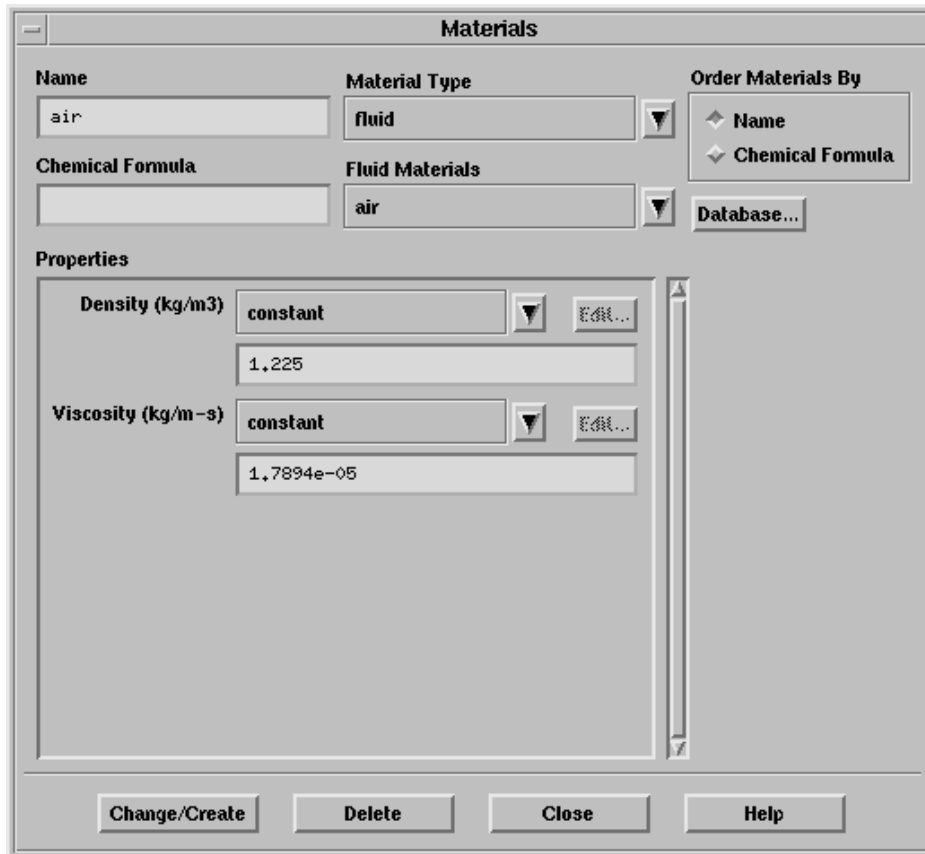 Materials
Name
Material Type
Order Materials By
air
fluid
Name
Chemical Formula
Chemical Formula
Fluid Materials
air
Database...
Properties
Density (kg/m3)
constant
Edit...
1.225
Viscosity (kg/m-s)
constant
Edit...
1.7894e-05
Change/Create
Delete
Close
Help